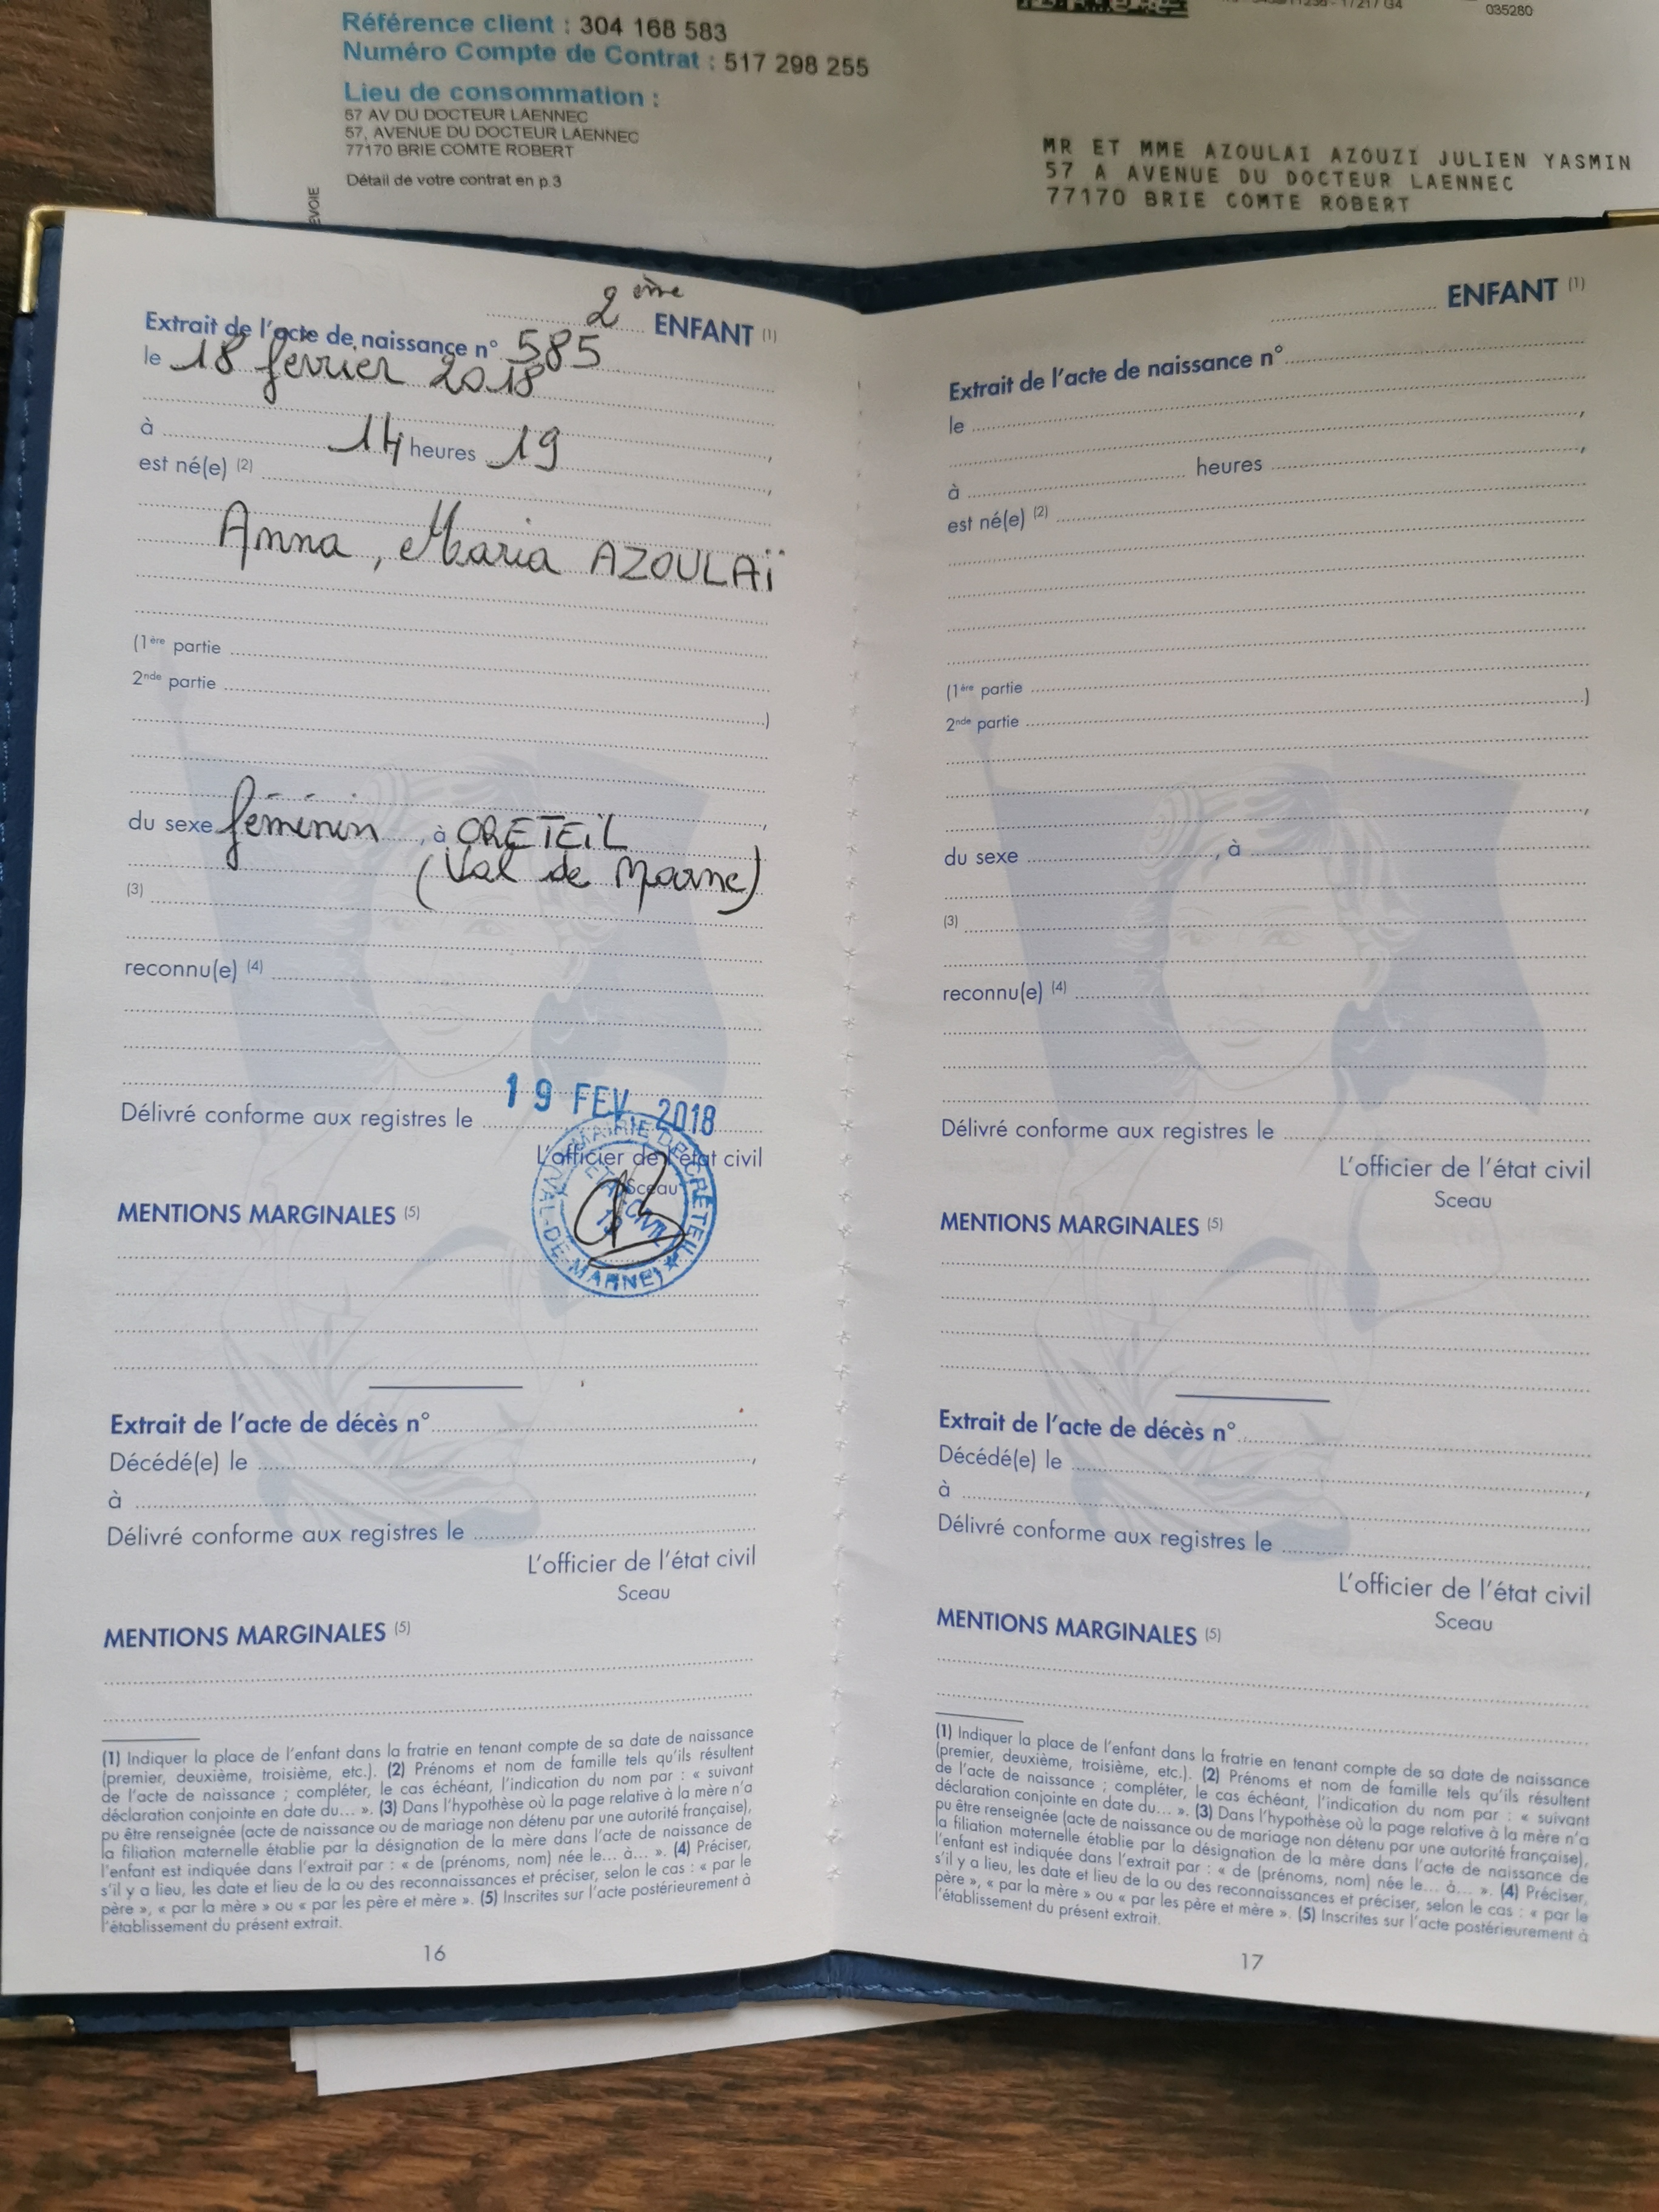 035280
Référence client : 304 168 583
Numéro Compte de Contrat : 517 298 255
Lieu de consommation :
57 AV DU DOCTEUR LAENNEC
57, AVENUE DU DOCTEUR LAENNEC
77170 BRIE COMTE ROBERT
Détail de votre contrat en p.3
MR ET MME AZOULAI AZOUZI JULIEN YASMIN
57 A AVENUE DU DOCTEUR LAENNEC
77170 BRIE COMTE ROBERT
2ème ENFANT (1)
Extrait de l'acte de naissance n° 585
le 18 février 2018
à 14 heures 19,
est né(e) (2)
Anna, Maria AZOULAÏ
(1ère partie
2nde partie )
du sexe féminin, à CRETEIL
(Val de Marne)
(3)
reconnu(e) (4)
Délivré conforme aux registres le 19 FEV. 2018
L'officier de l'état civil
Sceau
MAIRIE DE CRETEIL
(VAL-DE-MARNE)
ETAT CIVIL
MENTIONS MARGINALES (5)
Extrait de l'acte de décès n°
Décédé(e) le ,
à
Délivré conforme aux registres le
L'officier de l'état civil
Sceau
MENTIONS MARGINALES (5)
(1) Indiquer la place de l'enfant dans la fratrie en tenant compte de sa date de naissance
(premier, deuxième, troisième, etc.). (2) Prénoms et nom de famille tels qu'ils résultent
de l'acte de naissance ; compléter, le cas échéant, l'indication du nom par : « suivant
déclaration conjointe en date du... ». (3) Dans l'hypothèse où la page relative à la mère n'a
pu être renseignée (acte de naissance ou de mariage non détenu par une autorité française),
la filiation maternelle établie par la désignation de la mère dans l'acte de naissance de
l'enfant est indiquée dans l'extrait par : « de (prénoms, nom) née le... à... ». (4) Préciser,
s'il y a lieu, les date et lieu de la ou des reconnaissances et préciser, selon le cas : « par le
père », « par la mère » ou « par les père et mère ». (5) Inscrites sur l'acte postérieurement à
l'établissement du présent extrait.
16
ENFANT (1)
Extrait de l'acte de naissance n°
le
,
à heures ,
est né(e) (2)
(1ère partie
2nde partie )
,
du sexe , à
(3)
reconnu(e) (4)
Délivré conforme aux registres le
L'officier de l'état civil
Sceau
MENTIONS MARGINALES (5)
Extrait de l'acte de décès n°
Décédé(e) le
à ,
Délivré conforme aux registres le
L'officier de l'état civil
Sceau
MENTIONS MARGINALES (5)
(1) Indiquer la place de l'enfant dans la fratrie en tenant compte de sa date de naissance
(premier, deuxième, troisième, etc.). (2) Prénoms et nom de famille tels qu'ils résultent
de l'acte de naissance ; compléter, le cas échéant, l'indication du nom par : « suivant
déclaration conjointe en date du... ». (3) Dans l'hypothèse où la page relative à la mère n'a
pu être renseignée (acte de naissance ou de mariage non détenu par une autorité française),
la filiation maternelle établie par la désignation de la mère dans l'acte de naissance de
l'enfant est indiquée dans l'extrait par : « de (prénoms, nom) née le... à... ». (4) Préciser,
s'il y a lieu, les date et lieu de la ou des reconnaissances et préciser, selon le cas : « par le
père », « par la mère » ou « par les père et mère ». (5) Inscrites sur l'acte postérieurement à
l'établissement du présent extrait.
17